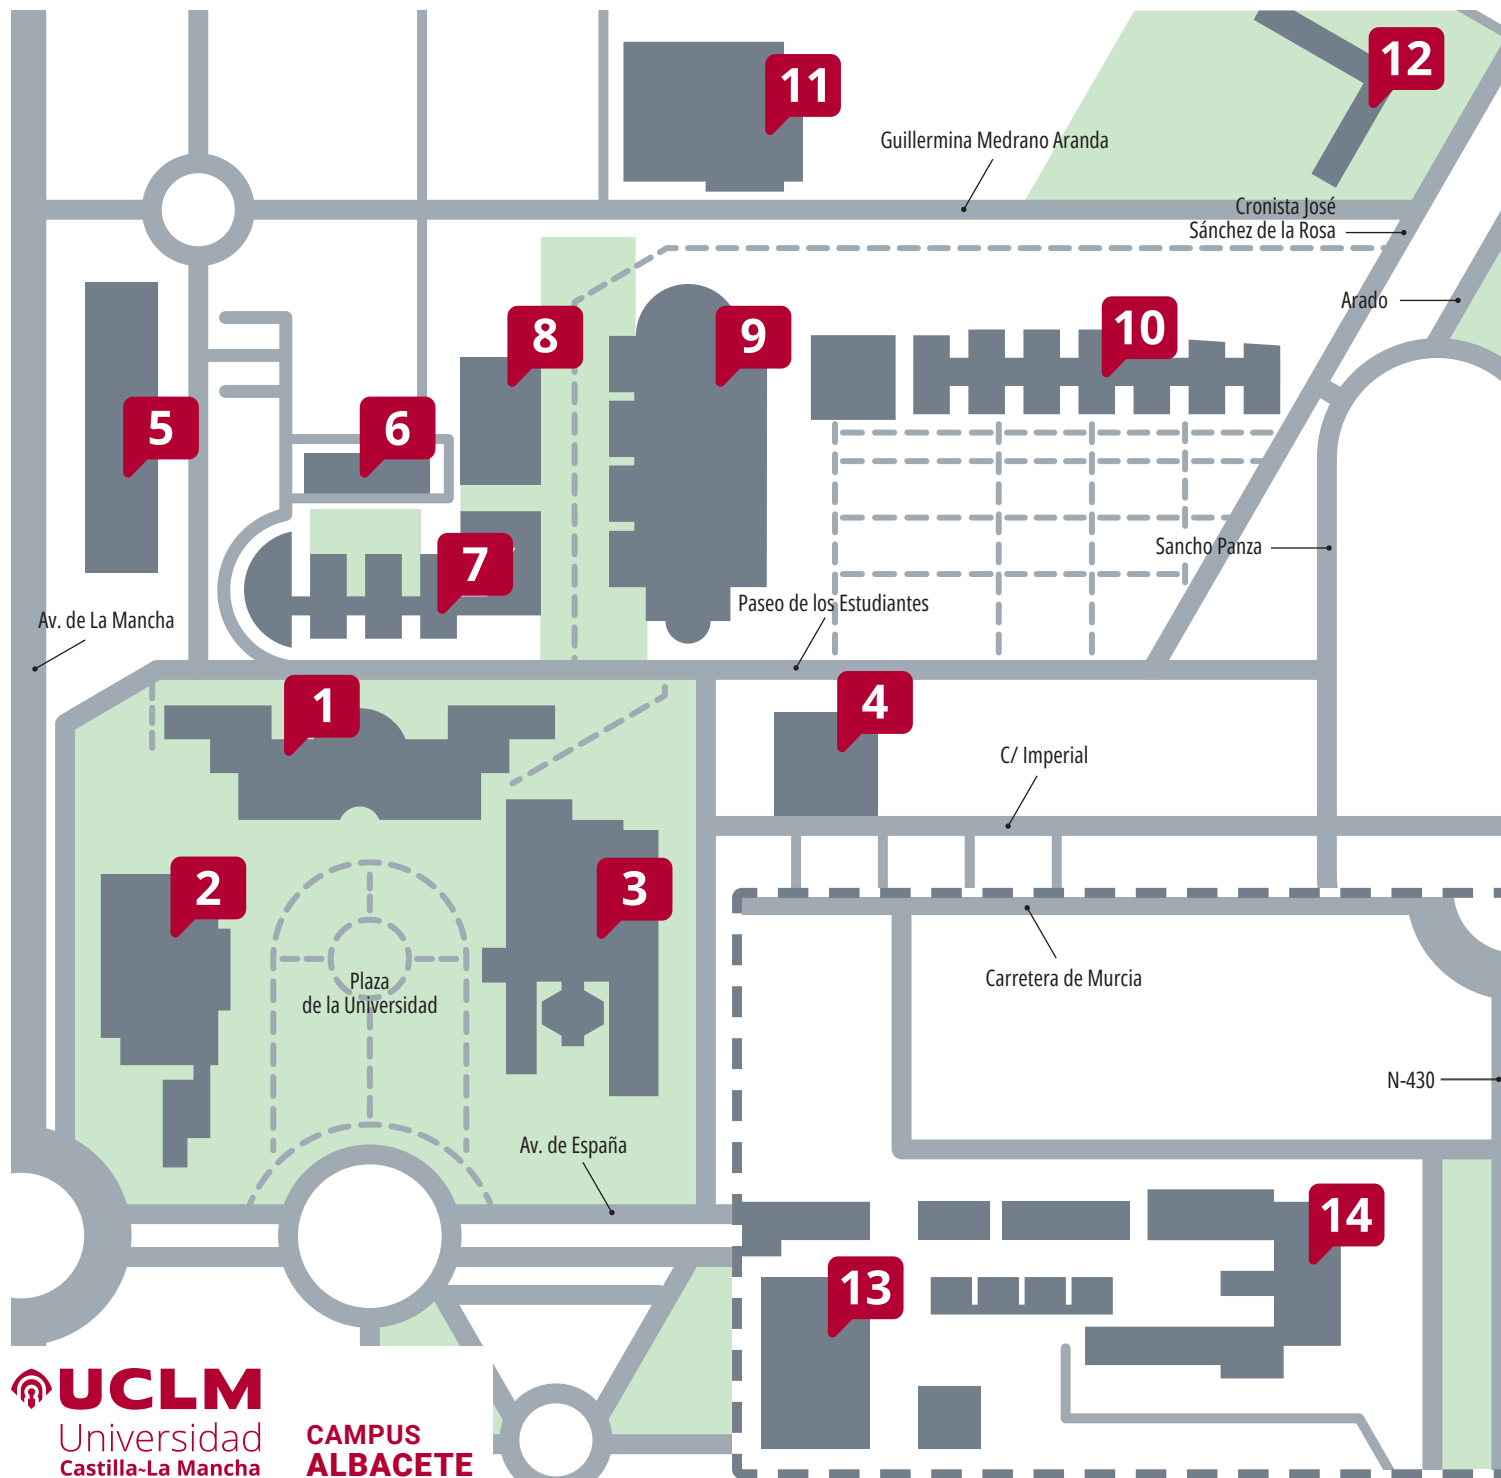 11
12
Guillermina Medrano Aranda
Cronista José
Sánchez de la Rosa
Arado
8
9
10
5
6
7
Sancho Panza
Paseo de los Estudiantes
Av. de La Mancha
1
4
C/ Imperial
2
3
Plaza
de la Universidad
Carretera de Murcia
N-430
Av. de España
14
13
UCLM
Universidad
Castilla~La Mancha
CAMPUS
ALBACETE